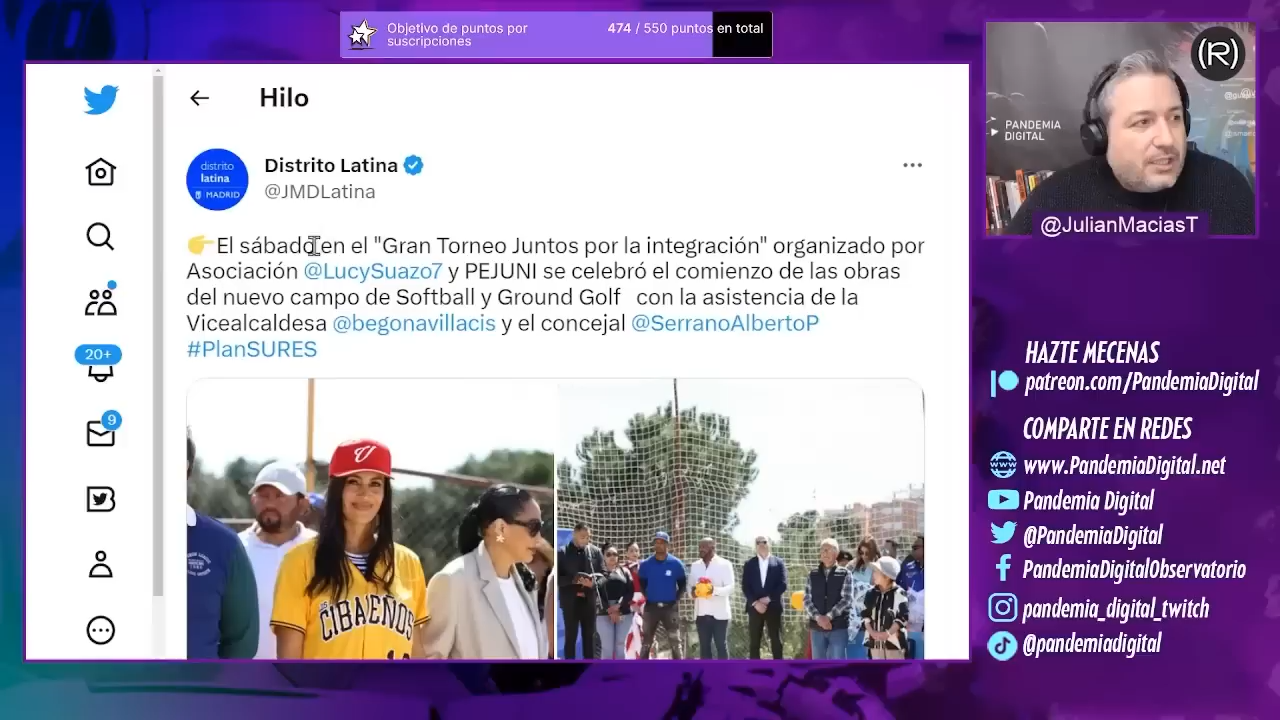 Objetivo de puntos por
suscripciones
474 / 550 puntos en total
Hilo
distrito
latina
MADRID
Distrito Latina
@JMDLatina
👉El sábado en el "Gran Torneo Juntos por la integración" organizado por
Asociación @LucySuazo7 y PEJUNI se celebró el comienzo de las obras
del nuevo campo de Softball y Ground Golf con la asistencia de la
Vicealcaldesa @begonavillacis y el concejal @SerranoAlbertoP
#PlanSURES
20+
9
CIBAEÑOS
(R)
PANDEMIA
DIGITAL
@JulianMaciasT
HAZTE MECENAS
patreon.com/PandemiaDigital
COMPARTE EN REDES
www.PandemiaDigital.net
Pandemia Digital
@PandemiaDigital
PandemiaDigitalObservatorio
pandemia_digital_twitch
@pandemiadigital